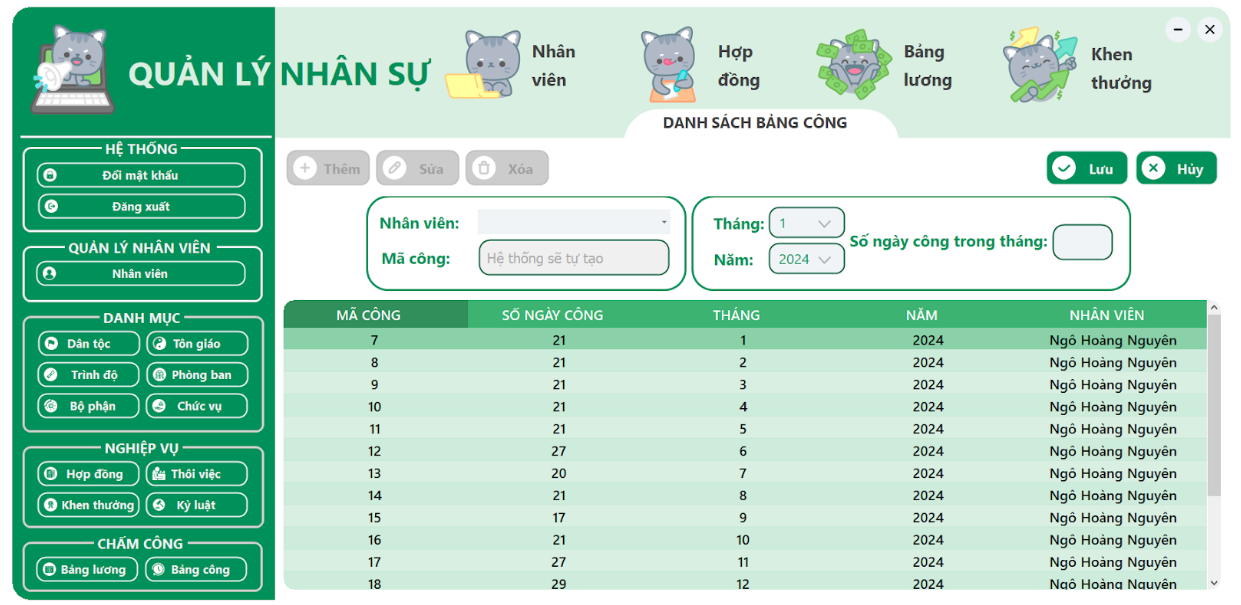 QUẢN LÝ NHÂN SỰ
Nhân
viên
Hợp
đồng
Bảng
lương
Khen
thưởng
DANH SÁCH BẢNG CÔNG
HỆ THỐNG
Đổi mật khẩu
Đăng xuất
QUẢN LÝ NHÂN VIÊN
Nhân viên
DANH MỤC
Dân tộc Tôn giáo
Trình độ Phòng ban
Bộ phận Chức vụ
NGHIỆP VỤ
Hợp đồng Thôi việc
Khen thưởng Kỷ luật
CHẤM CÔNG
Bảng lương Bảng công
Thêm Sửa Xóa Lưu Hủy
Nhân viên:
Mã công: Hệ thống sẽ tự tạo
Tháng: 1
Năm: 2024
Số ngày công trong tháng:
MÃ CÔNG SỐ NGÀY CÔNG THÁNG NĂM NHÂN VIÊN
7 21 1 2024 Ngô Hoàng Nguyên
8 21 2 2024 Ngô Hoàng Nguyên
9 21 3 2024 Ngô Hoàng Nguyên
10 21 4 2024 Ngô Hoàng Nguyên
11 21 5 2024 Ngô Hoàng Nguyên
12 27 6 2024 Ngô Hoàng Nguyên
13 20 7 2024 Ngô Hoàng Nguyên
14 21 8 2024 Ngô Hoàng Nguyên
15 17 9 2024 Ngô Hoàng Nguyên
16 21 10 2024 Ngô Hoàng Nguyên
17 27 11 2024 Ngô Hoàng Nguyên
18 29 12 2024 Ngô Hoàng Nguyên